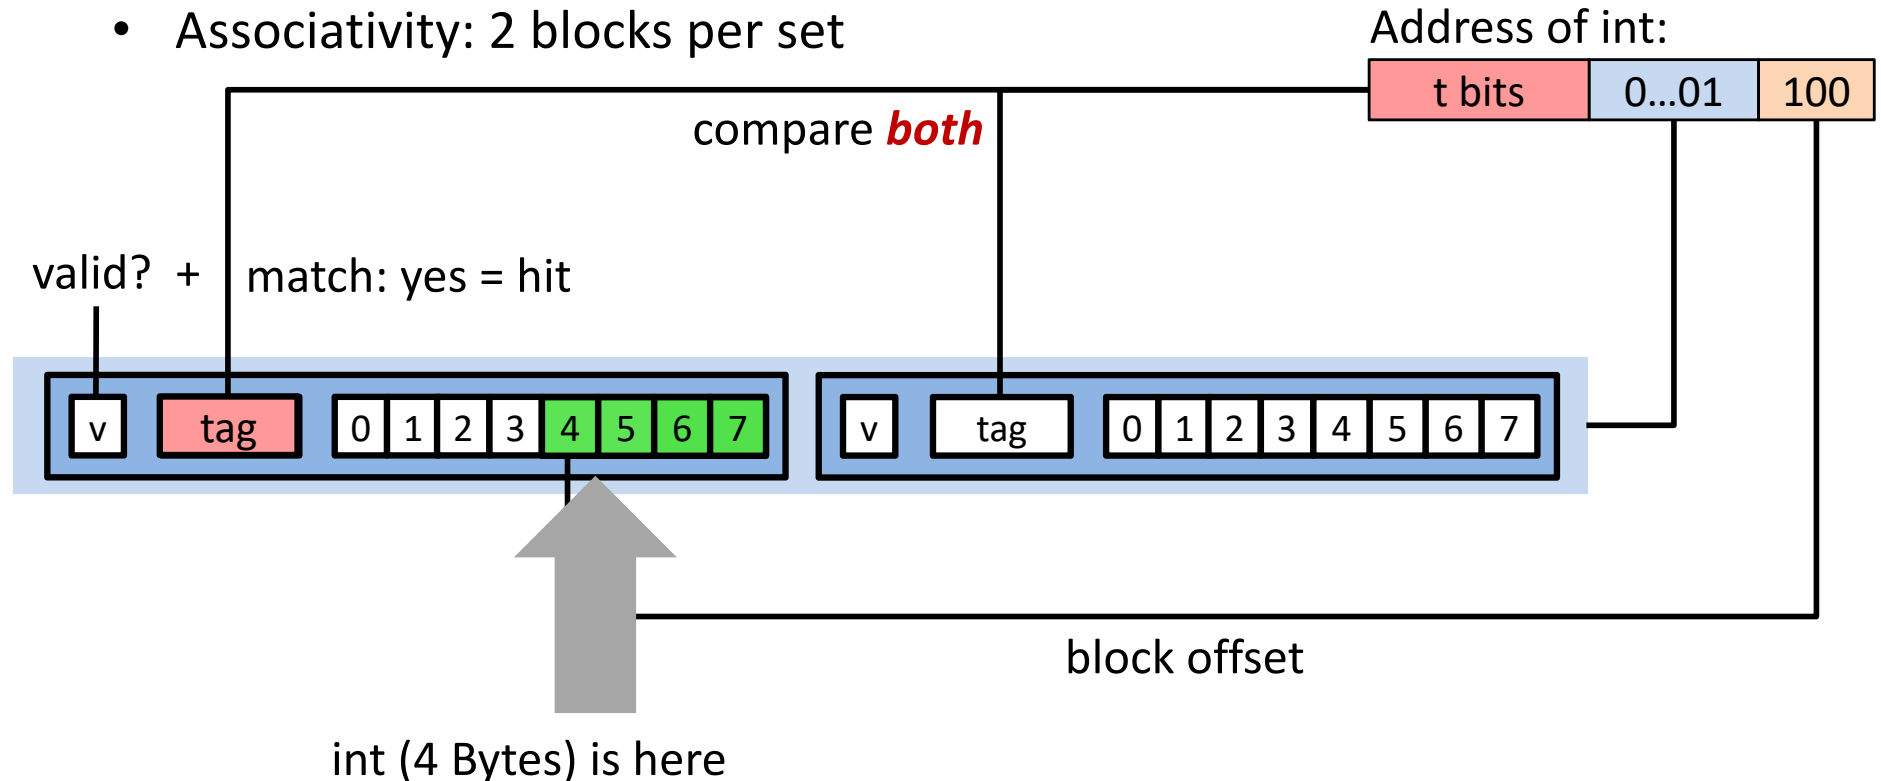 • Associativity: 2 blocks per set
Address of int:
t bits 0...01 100
compare both
valid? + match: yes = hit
v tag 0 1 2 3 4 5 6 7 v tag 0 1 2 3 4 5 6 7
block offset
int (4 Bytes) is here